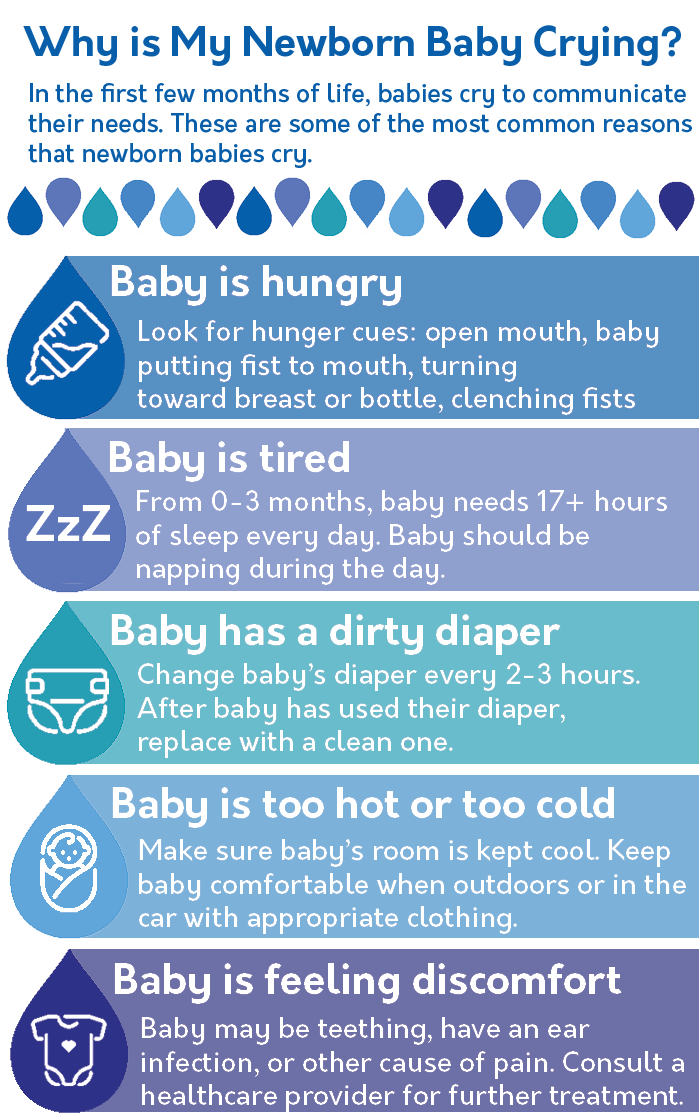 Why is My Newborn Baby Crying?
In the first few months of life, babies cry to communicate
their needs. These are some of the most common reasons
that newborn babies cry.
Baby is hungry
Look for hunger cues: open mouth, baby
putting fist to mouth, turning
toward breast or bottle, clenching fists
Baby is tired
ZzZ
From 0-3 months, baby needs 17+ hours
of sleep every day. Baby should be
napping during the day.
Baby has a dirty diaper
Change baby's diaper every 2-3 hours.
After baby has used their diaper,
replace with a clean one.
Baby is too hot or too cold
Make sure baby's room is kept cool. Keep
baby comfortable when outdoors or in the
car with appropriate clothing.
Baby is feeling discomfort
Baby may be teething, have an ear
infection, or other cause of pain. Consult a
healthcare provider for further treatment.